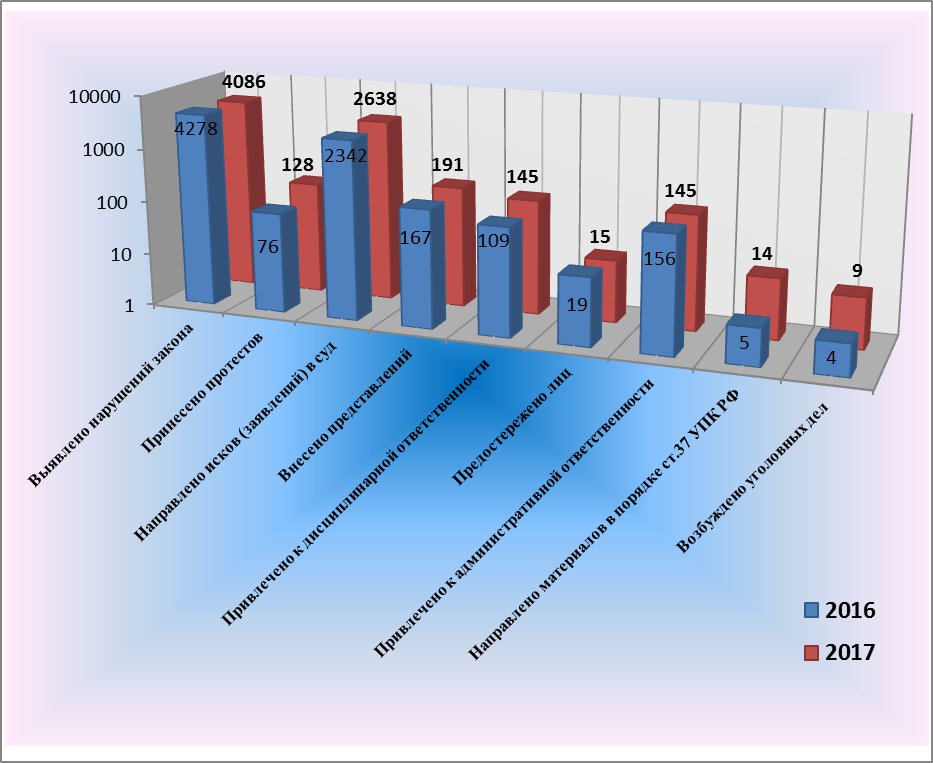 10000
1000
100
10
1
4086
4278
128
76
2638
2342
191
167
145
109
15
19
145
156
14
5
9
4
Выявлено нарушений закона
Принесено протестов
Направлено исков (заявлений) в суд
Внесено представлений
Привлечено к дисциплинарной ответственности
Предостережено лиц
Привлечено к административной ответственности
Направлено материалов в порядке ст.37 УПК РФ
Возбуждено уголовных дел
2016
2017